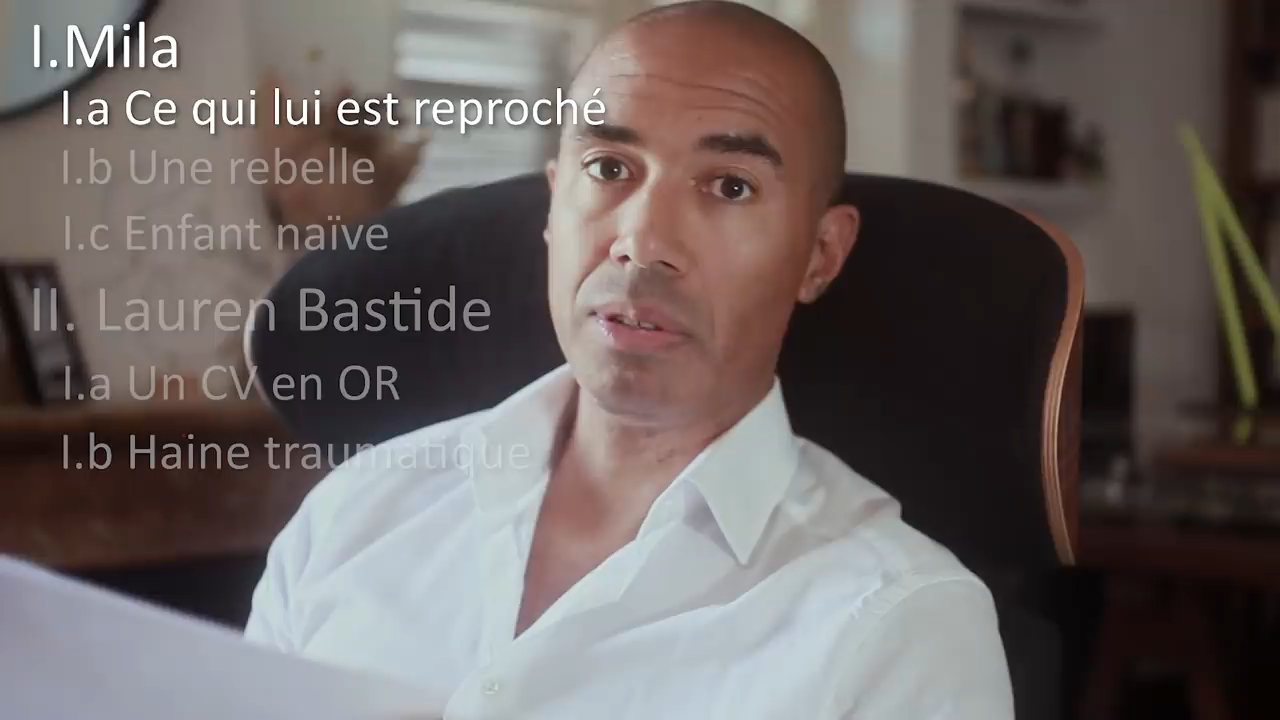 I.Mila
I.a Ce qui lui est reproché
I.b Une rebelle
I.c Enfant naïve
II. Lauren Bastide
I.a Un CV en OR
I.b Haine traumatique